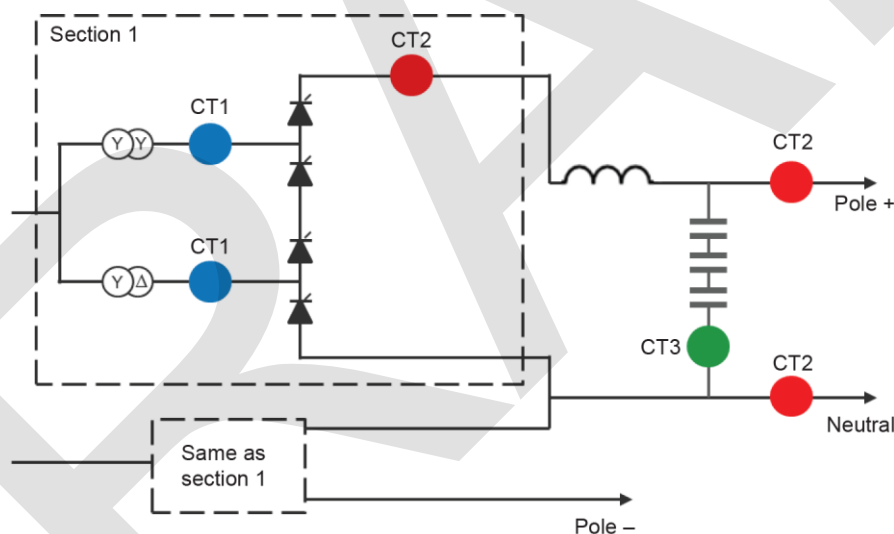 Section 1
CT2
CT1
Y Y
CT2
Pole +
CT1
Y Δ
CT3
CT2
Neutral
Same as
section 1
Pole –